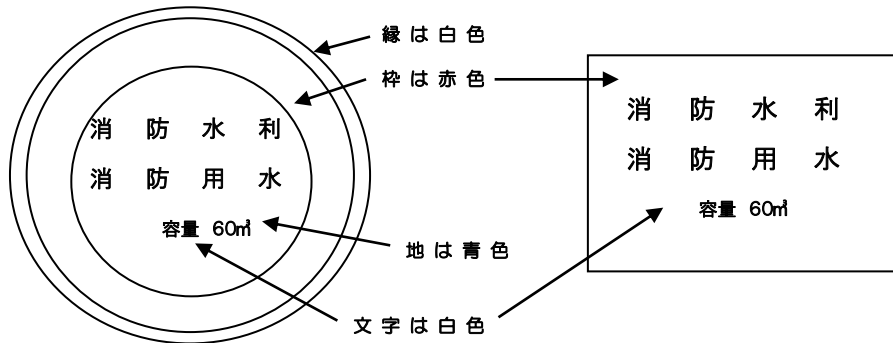 縁は白色
枠は赤色
消防水利
消防用水
容量 60㎥
地は青色
文字は白色
消防水利
消防用水
容量 60㎥